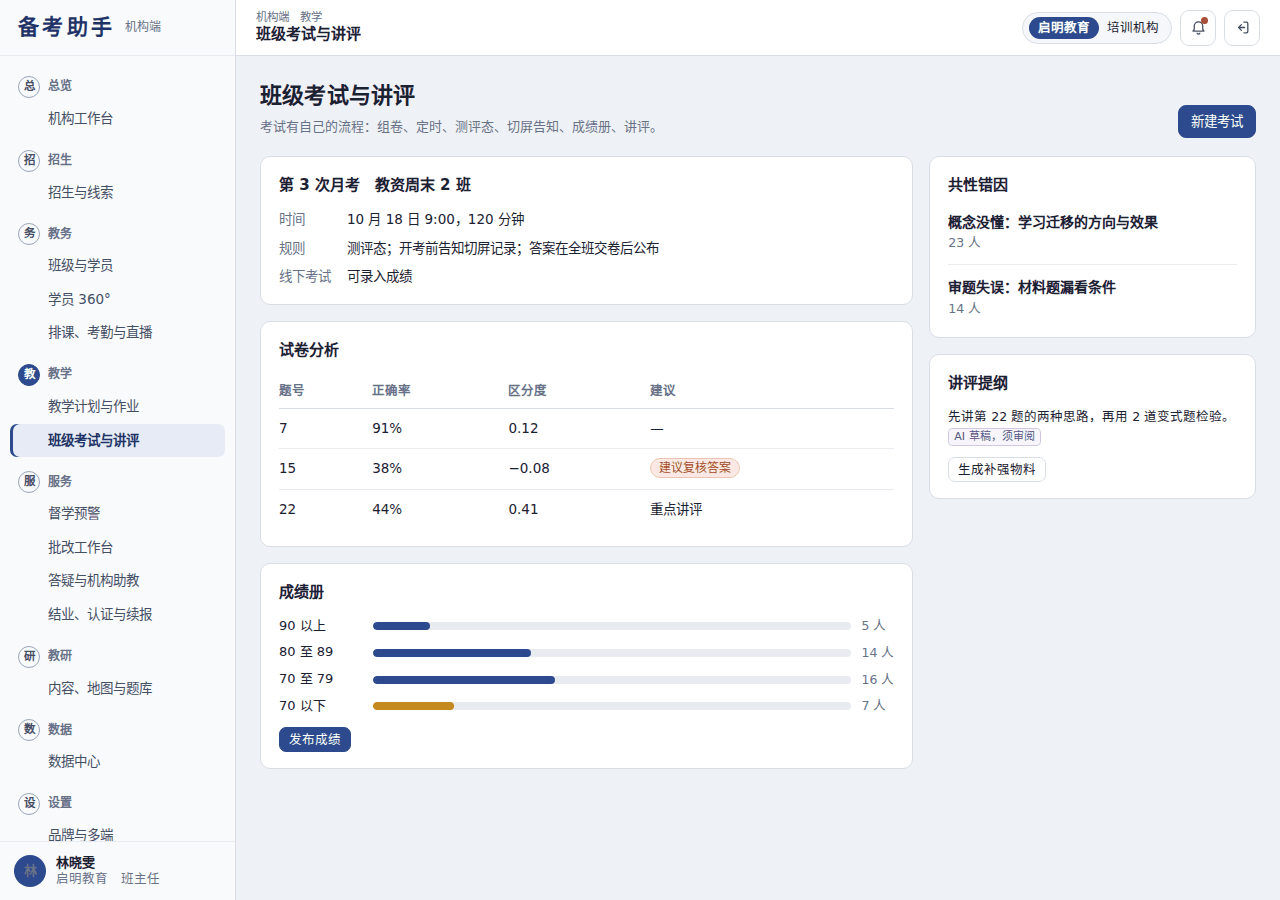 备考助手 机构端
总 总览
机构工作台
招 招生
招生与线索
务 教务
班级与学员
学员 360°
排课、考勤与直播
教 教学
教学计划与作业
班级考试与讲评
服 服务
督学预警
批改工作台
答疑与机构助教
结业、认证与续报
研 教研
内容、地图与题库
数 数据
数据中心
设 设置
品牌与多端
林 林晓雯
启明教育 班主任
机构端 教学
班级考试与讲评
启明教育 培训机构
班级考试与讲评
考试有自己的流程：组卷、定时、测评态、切屏告知、成绩册、讲评。
新建考试
第 3 次月考 教资周末 2 班
时间 10 月 18 日 9:00，120 分钟
规则 测评态；开考前告知切屏记录；答案在全班交卷后公布
线下考试 可录入成绩
试卷分析
题号 正确率 区分度 建议
7 91% 0.12 —
15 38% −0.08 建议复核答案
22 44% 0.41 重点讲评
成绩册
90 以上 5 人
80 至 89 14 人
70 至 79 16 人
70 以下 7 人
发布成绩
共性错因
概念没懂：学习迁移的方向与效果
23 人
审题失误：材料题漏看条件
14 人
讲评提纲
先讲第 22 题的两种思路，再用 2 道变式题检验。
AI 草稿，须审阅
生成补强物料